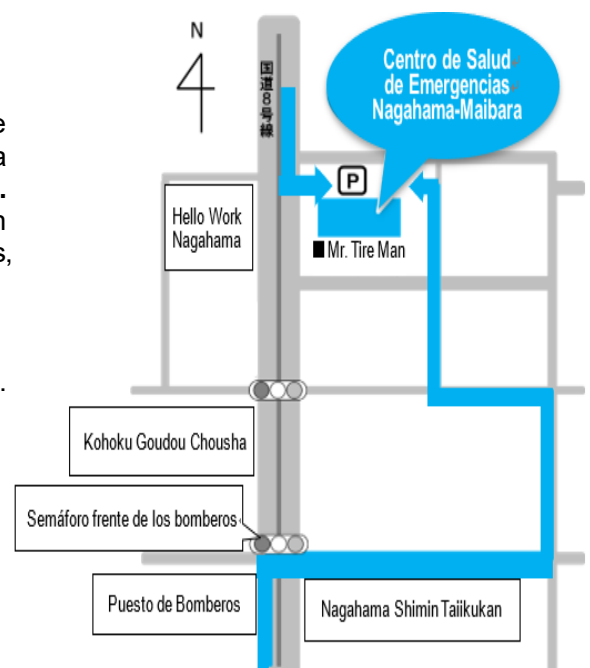 N
国道8号線
Centro de Salud
de Emergencias
Nagahama-Maibara
e
a
.
n
s,
.
P
Hello Work
Nagahama
Mr. Tire Man
Kohoku Goudou Chousha
Semáforo frente de los bomberos
Puesto de Bomberos
Nagahama Shimin Taiikukan